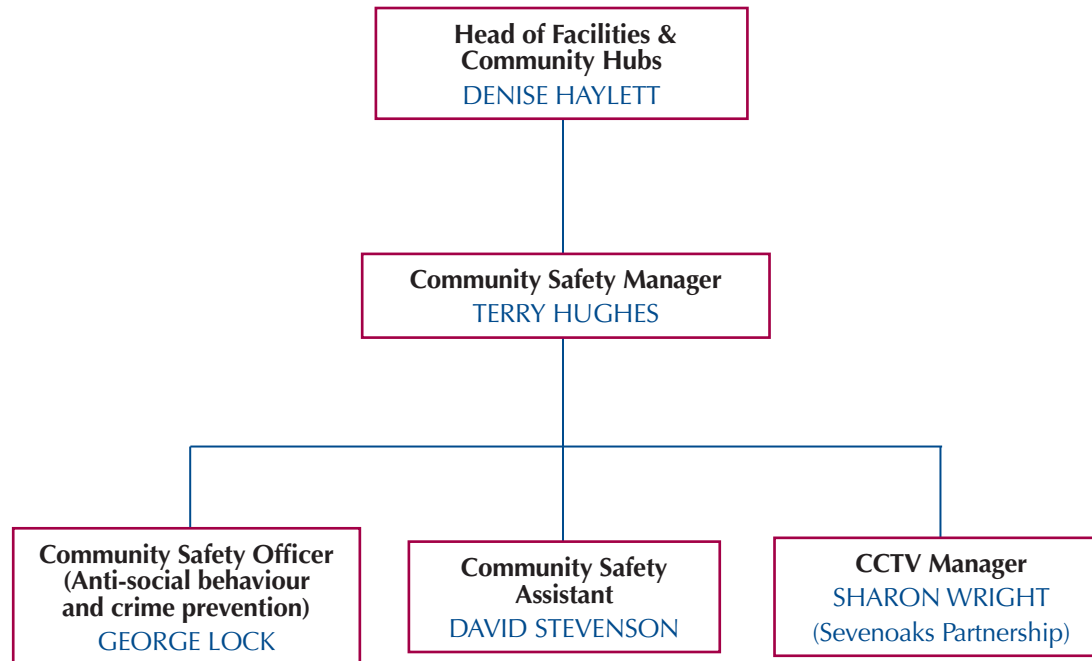 Head of Facilities &
Community Hubs
DENISE HAYLETT
Community Safety Manager
TERRY HUGHES
Community Safety Officer
(Anti-social behaviour
and crime prevention)
GEORGE LOCK
Community Safety
Assistant
DAVID STEVENSON
CCTV Manager
SHARON WRIGHT
(Sevenoaks Partnership)